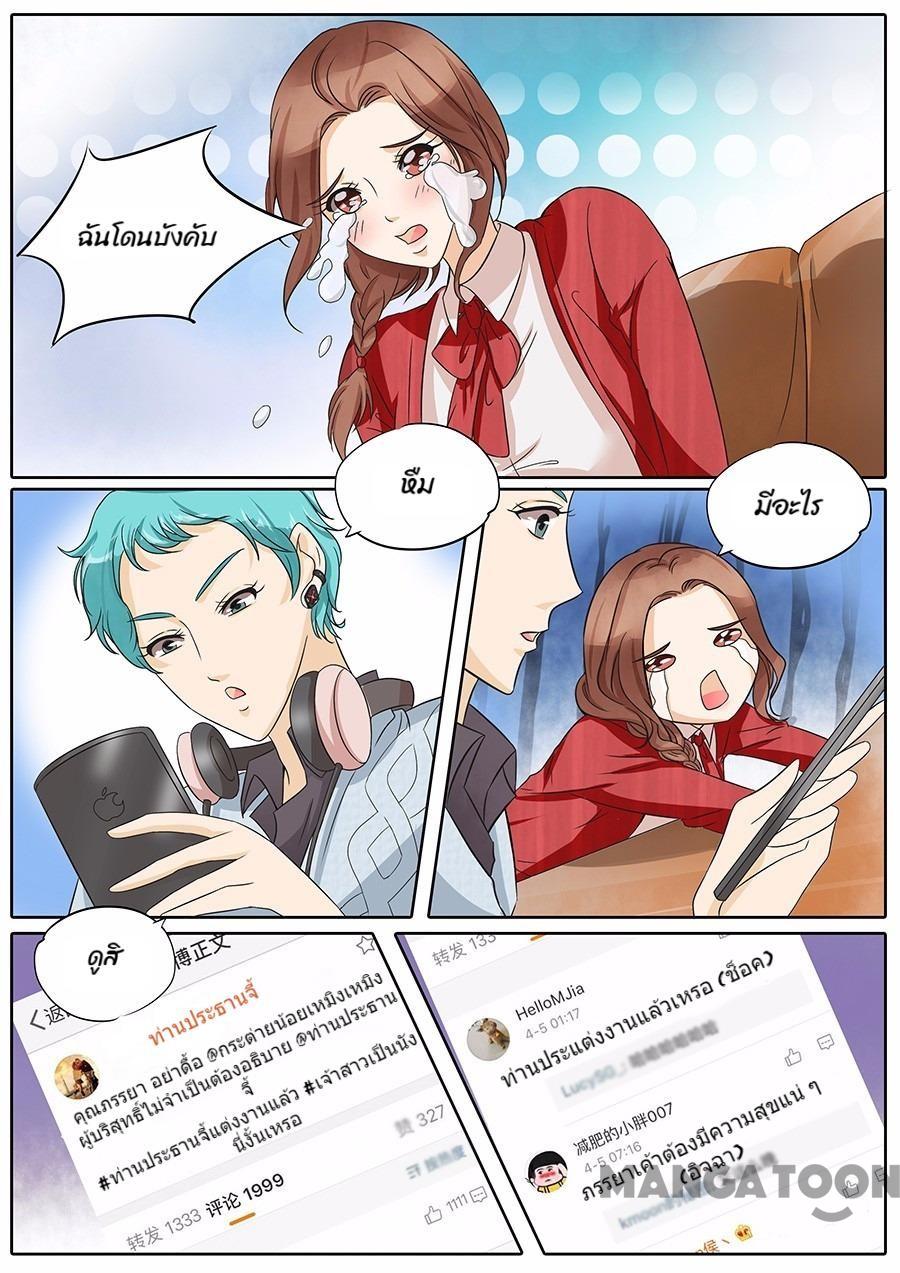 ฉันโดนบังคับ
หืม
มีอะไร
ดูสิ
博正文
ท่านประธานจี้
คุณภรรยา อย่าดื้อ @กระต่ายน้อยเหมิงเหมิง
ผู้บริสุทธิ์ไม่จำเป็นต้องอธิบาย @ท่านประธาน
จี้
#ท่านประธานจี้แต่งงานแล้ว #เจ้าสาวเป็นนัง
นี่งั้นเหรอ
赞 327
转发 1333 评论 1999
按热度
1111
转发 133
HelloMJia
4-5 01:17
ท่านประแต่งงานแล้วเหรอ (ช็อค)
减肥的小胖007
4-5 07:16
ภรรยาเค้าต้องมีความสุขแน่ ๆ
(อิจฉา)
MANGATOON